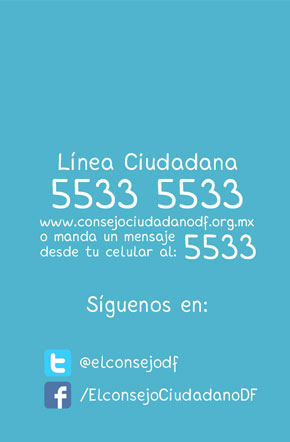 Línea Ciudadana
5533 5533
www.consejociudadanodf.org.mx
o manda un mensaje
desde tu celular al: 5533
Síguenos en:
@elconsejodf
/ElconsejoCiudadanoDF